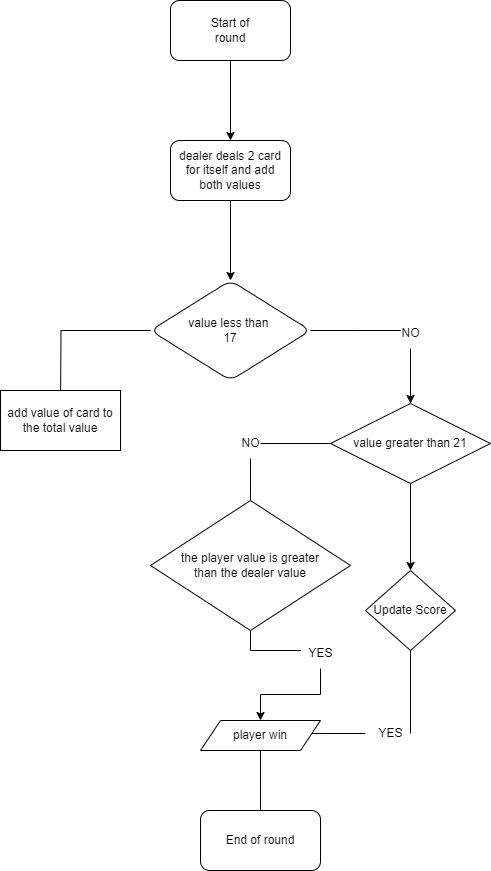 Start of
round
dealer deals 2 card
for itself and add
both values
value less than
17
NO
add value of card to
the total value
NO
value greater than 21
the player value is greater
than the dealer value
Update Score
YES
player win
YES
End of round